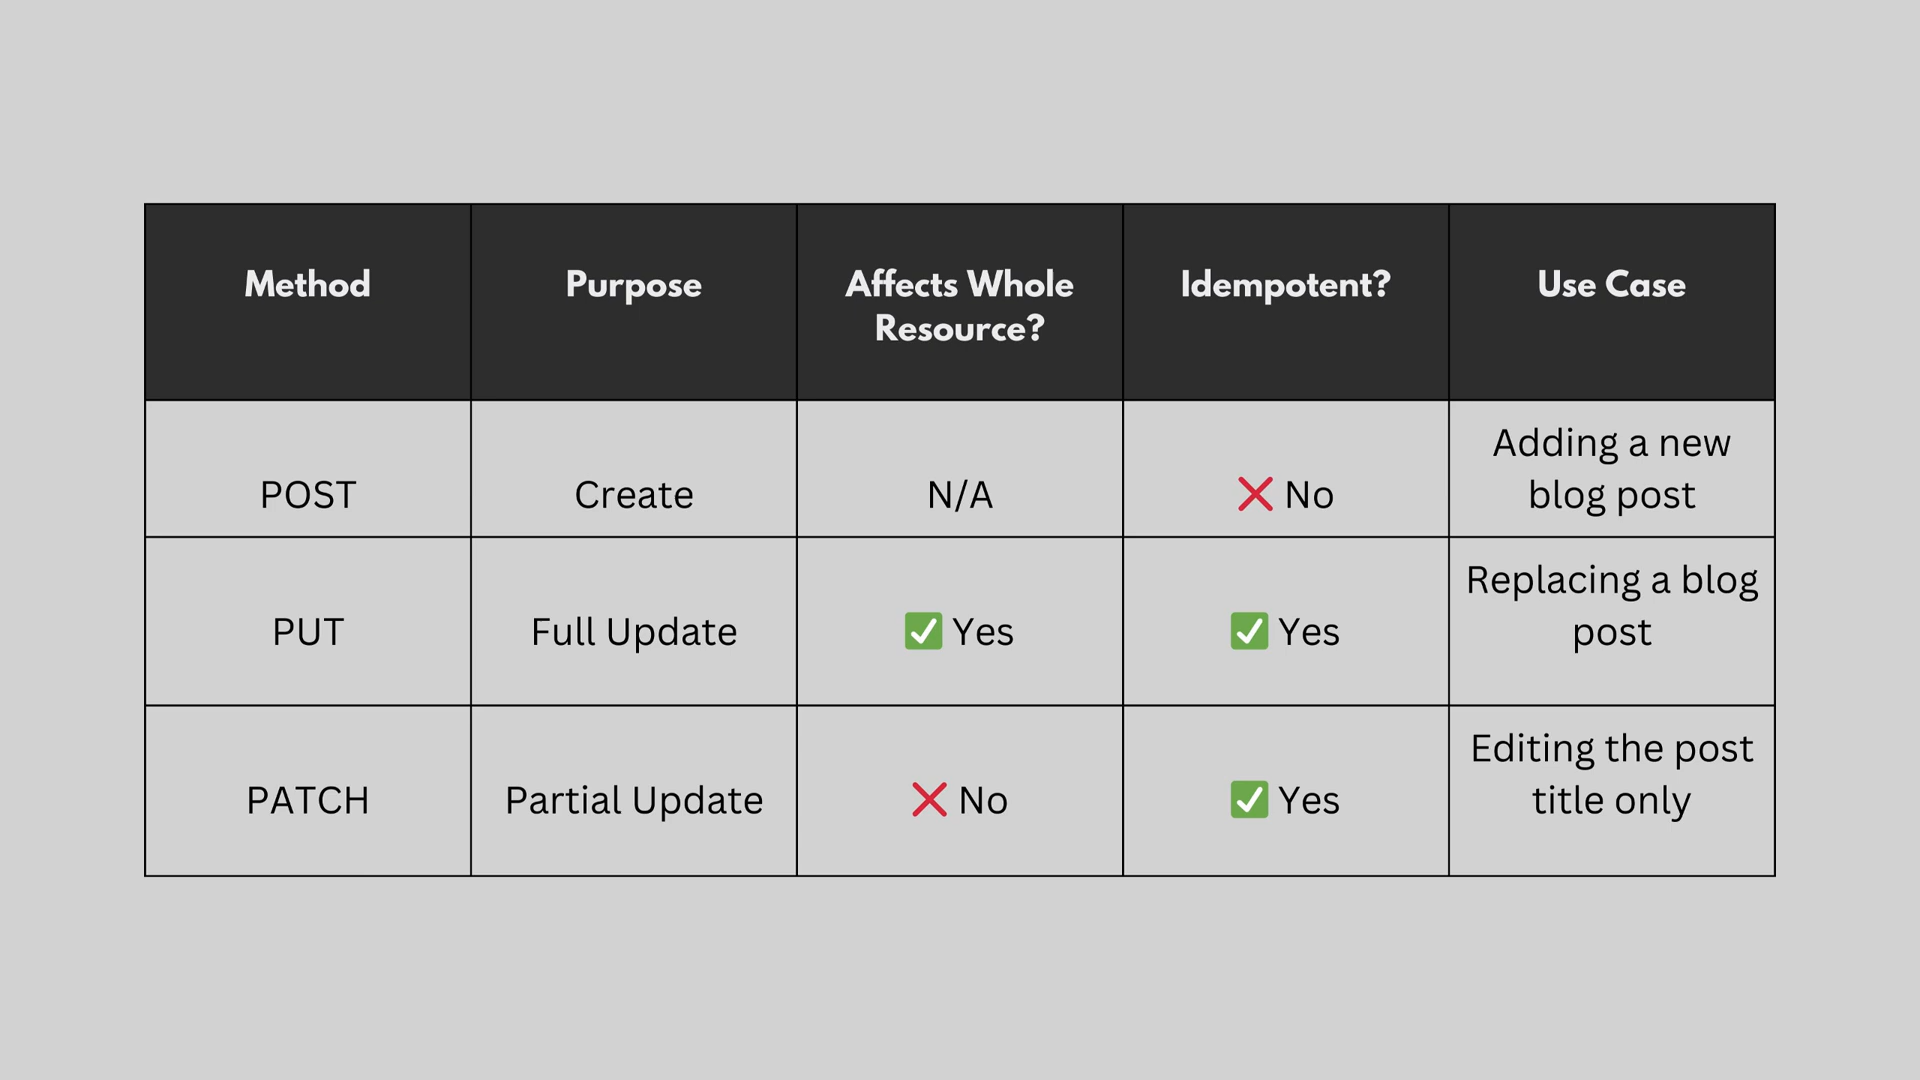 Method
Purpose
Affects Whole
Resource?
Idempotent?
Use Case
POST
Create
N/A
❌ No
Adding a new
blog post
PUT
Full Update
✅ Yes
✅ Yes
Replacing a blog
post
PATCH
Partial Update
❌ No
✅ Yes
Editing the post
title only